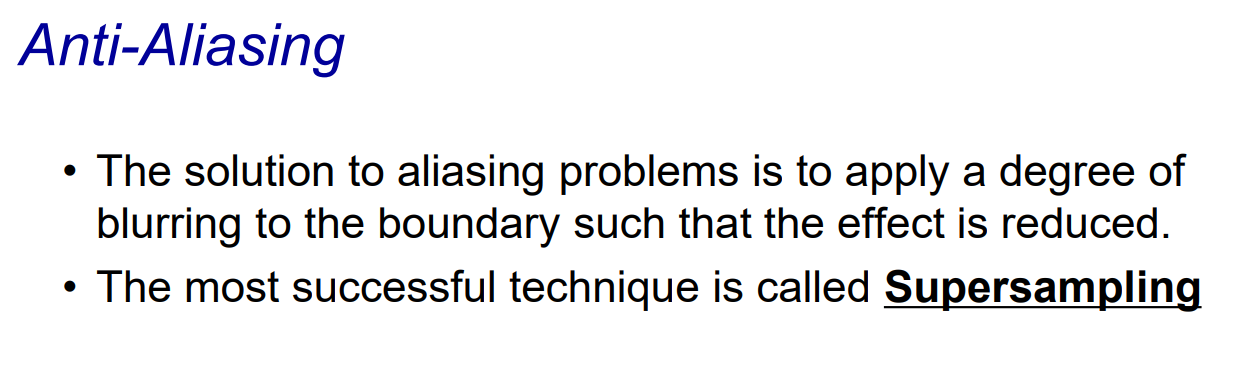 Anti-Aliasing
• The solution to aliasing problems is to apply a degree of
blurring to the boundary such that the effect is reduced.
• The most successful technique is called Supersampling